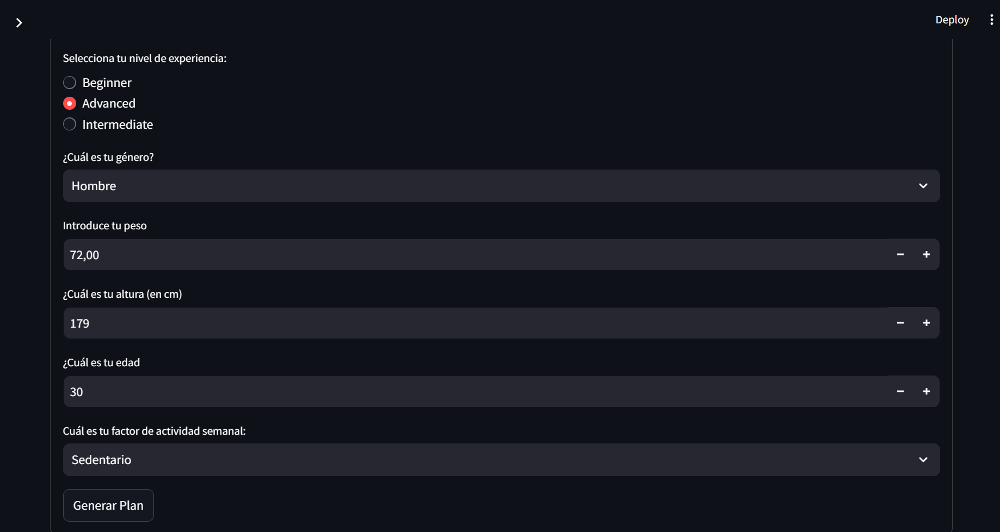 Deploy
Selecciona tu nivel de experiencia:
Beginner
Advanced
Intermediate
¿Cuál es tu género?
Hombre
Introduce tu peso
72,00
¿Cuál es tu altura (en cm)
179
¿Cuál es tu edad
30
Cuál es tu factor de actividad semanal:
Sedentario
Generar Plan